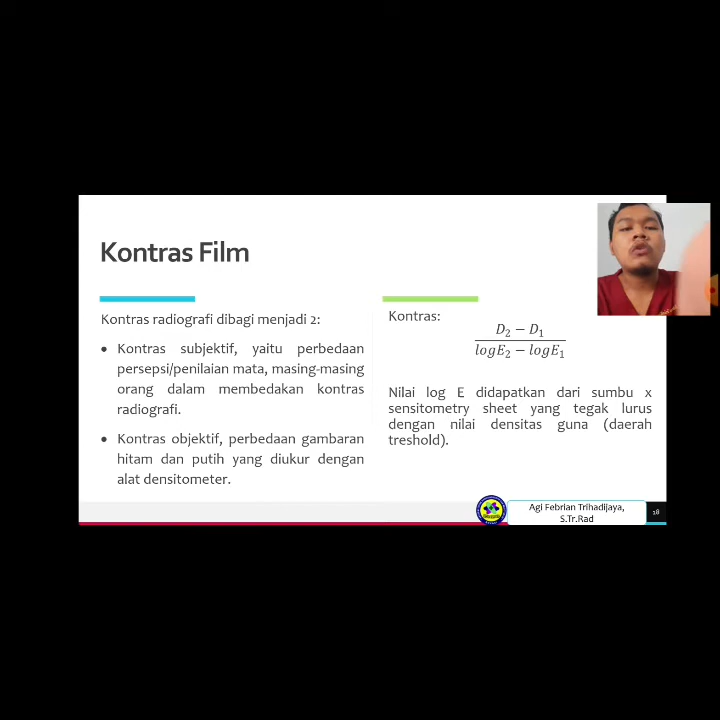 Kontras Film
Kontras radiografi dibagi menjadi 2:
• Kontras subjektif, yaitu perbedaan
persepsi/penilaian mata, masing-masing
orang dalam membedakan kontras
radiografi.
• Kontras objektif, perbedaan gambaran
hitam dan putih yang diukur dengan
alat densitometer.
Kontras:
D₂ − D₁
logE₂ − logE₁
Nilai log E didapatkan dari sumbu x
sensitometry sheet yang tegak lurus
dengan nilai densitas guna (daerah
treshold).
Agi Febrian Trihadijaya,
S.Tr.Rad
18